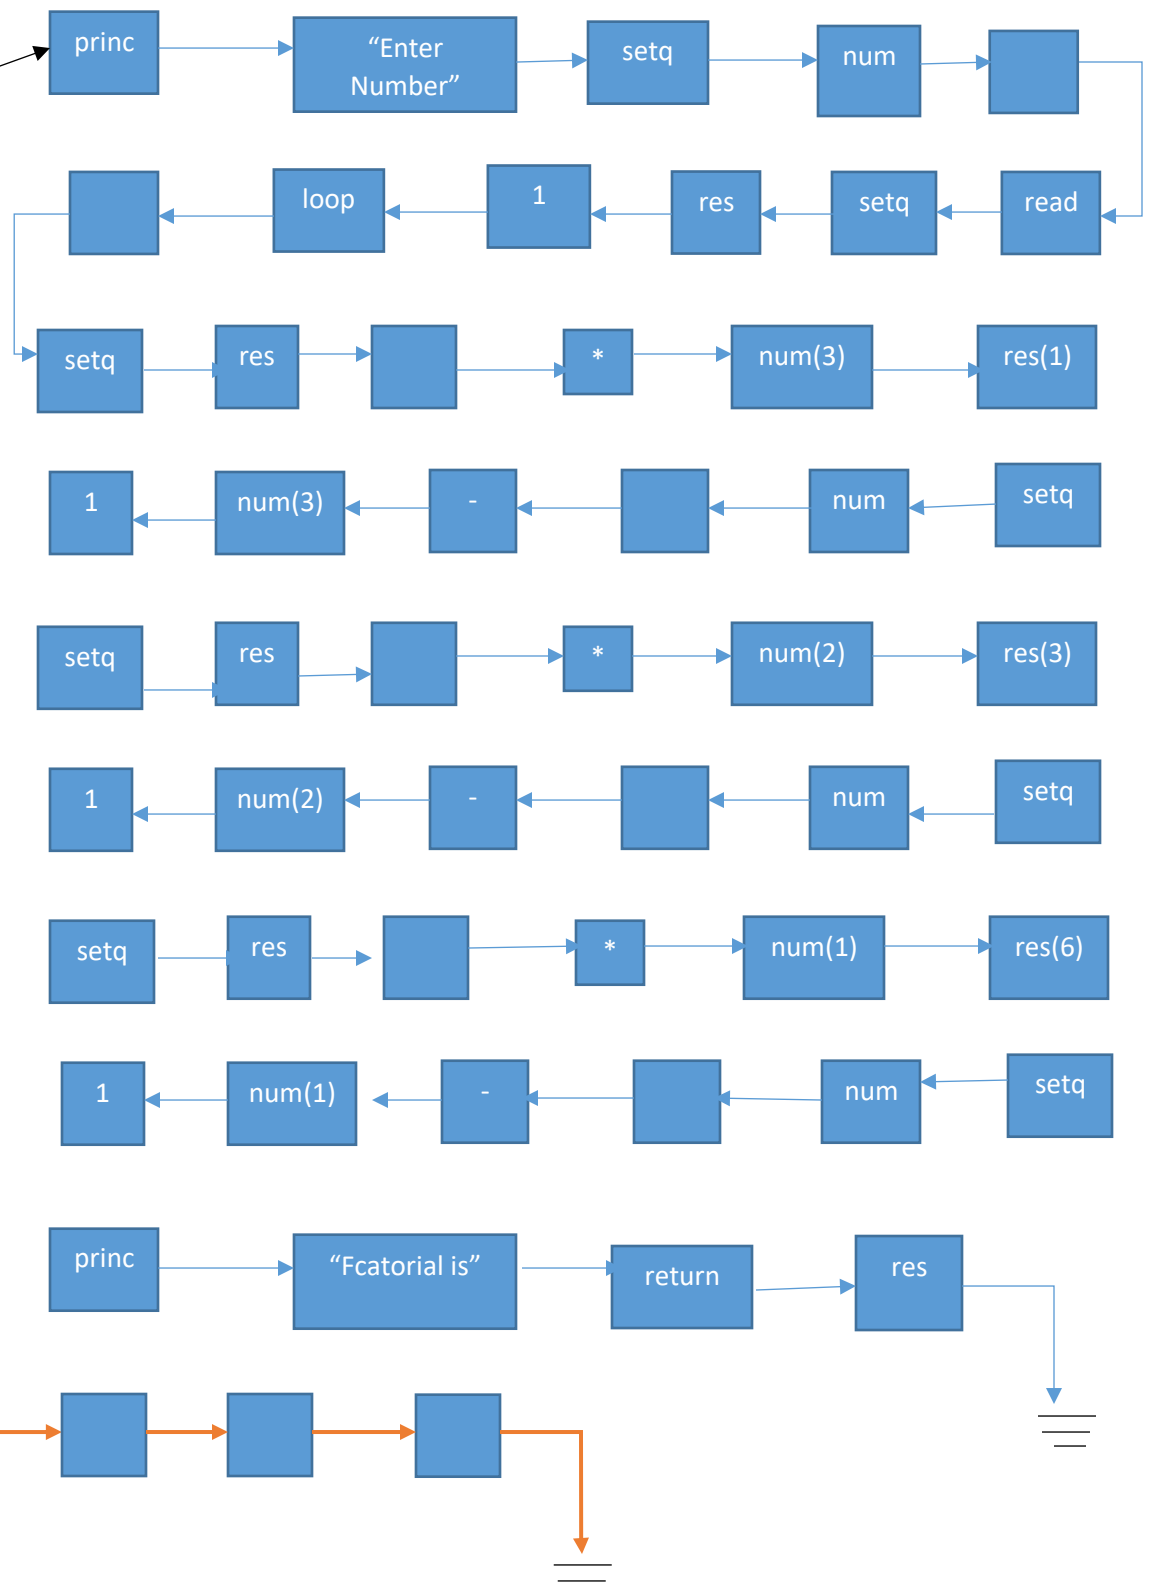 princ “Enter Number” setq num
loop 1 res setq read
setq res * num(3) res(1)
1 num(3) - num setq
setq res * num(2) res(3)
1 num(2) - num setq
setq res * num(1) res(6)
1 num(1) - num setq
princ “Fcatorial is” return res